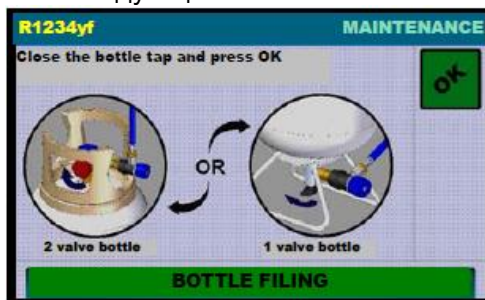 R1234yf MAINTENANCE
Close the bottle tap and press OK
OK
OR
2 valve bottle 1 valve bottle
BOTTLE FILING